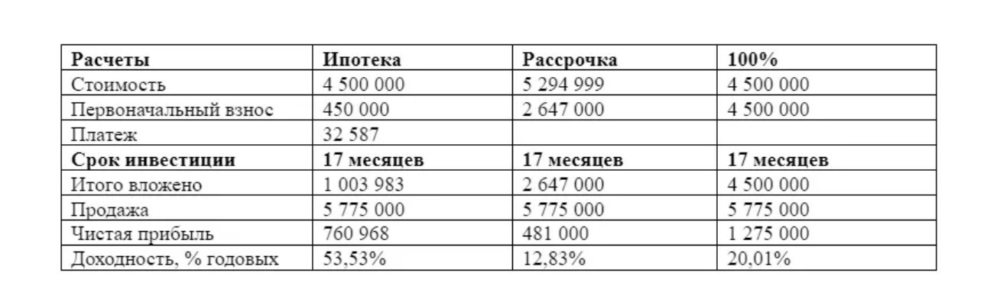 Расчеты Ипотека Рассрочка 100%
Стоимость 4 500 000 5 294 999 4 500 000
Первоначальный взнос 450 000 2 647 000 4 500 000
Платеж 32 587
Срок инвестиции 17 месяцев 17 месяцев 17 месяцев
Итого вложено 1 003 983 2 647 000 4 500 000
Продажа 5 775 000 5 775 000 5 775 000
Чистая прибыль 760 968 481 000 1 275 000
Доходность, % годовых 53,53% 12,83% 20,01%